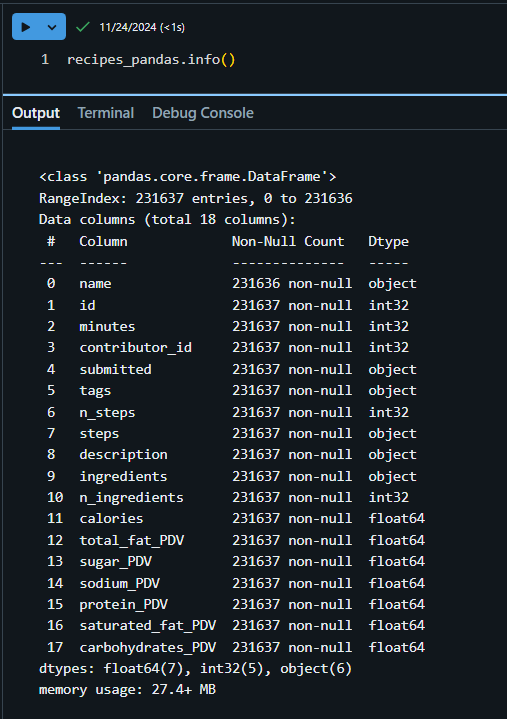 11/24/2024 (<1s)
1 recipes_pandas.info()
Output Terminal Debug Console
<class 'pandas.core.frame.DataFrame'>
RangeIndex: 231637 entries, 0 to 231636
Data columns (total 18 columns):
 #   Column             Non-Null Count   Dtype
---  ------             --------------   -----
 0   name               231636 non-null  object
 1   id                 231637 non-null  int32
 2   minutes            231637 non-null  int32
 3   contributor_id     231637 non-null  int32
 4   submitted          231637 non-null  object
 5   tags               231637 non-null  object
 6   n_steps            231637 non-null  int32
 7   steps              231637 non-null  object
 8   description        231637 non-null  object
 9   ingredients        231637 non-null  object
 10  n_ingredients      231637 non-null  int32
 11  calories           231637 non-null  float64
 12  total_fat_PDV      231637 non-null  float64
 13  sugar_PDV          231637 non-null  float64
 14  sodium_PDV         231637 non-null  float64
 15  protein_PDV        231637 non-null  float64
 16  saturated_fat_PDV  231637 non-null  float64
 17  carbohydrates_PDV  231637 non-null  float64
dtypes: float64(7), int32(5), object(6)
memory usage: 27.4+ MB